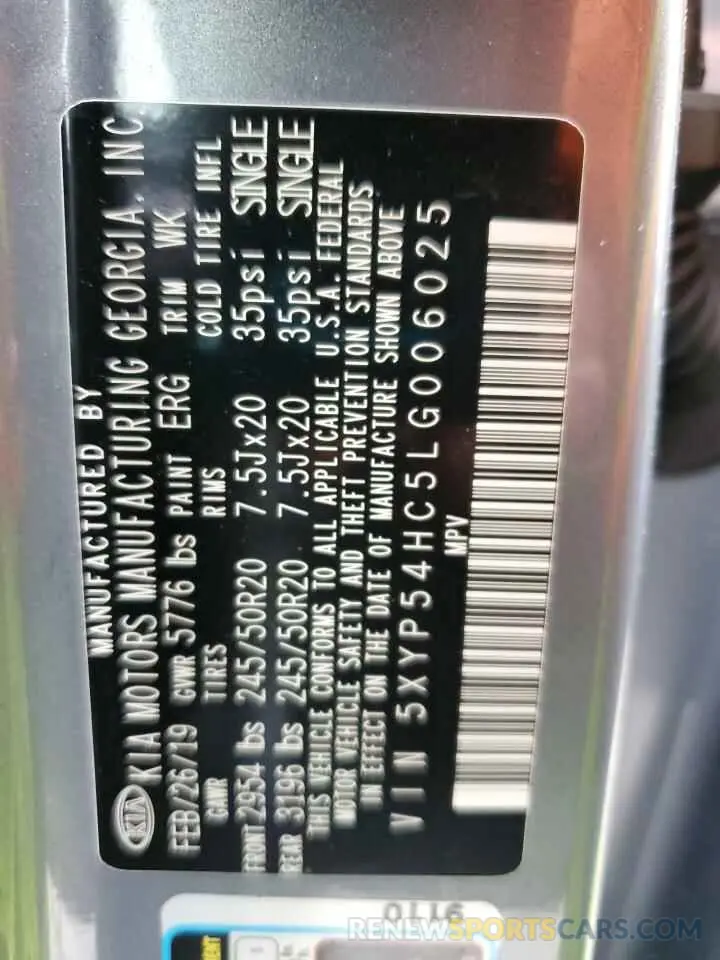 MANUFACTURED BY
KIA KIA MOTORS MANUFACTURING GEORGIA, INC
FEB/26/19 GVWR 5776 lbs PAINT ERG TRIM WK
GAWR TIRES RIMS COLD TIRE INFL
FRONT 2954 lbs 245/50R20 7.5Jx20 35psi SINGLE
REAR 3196 lbs 245/50R20 7.5Jx20 35psi SINGLE
THIS VEHICLE CONFORMS TO ALL APPLICABLE U.S.A. FEDERAL
MOTOR VEHICLE SAFETY AND THEFT PREVENTION STANDARDS
IN EFFECT ON THE DATE OF MANUFACTURE SHOWN ABOVE
VIN 5XYP54HC5LG006025
MPV
9110
RENEWSPORTSCARS.COM